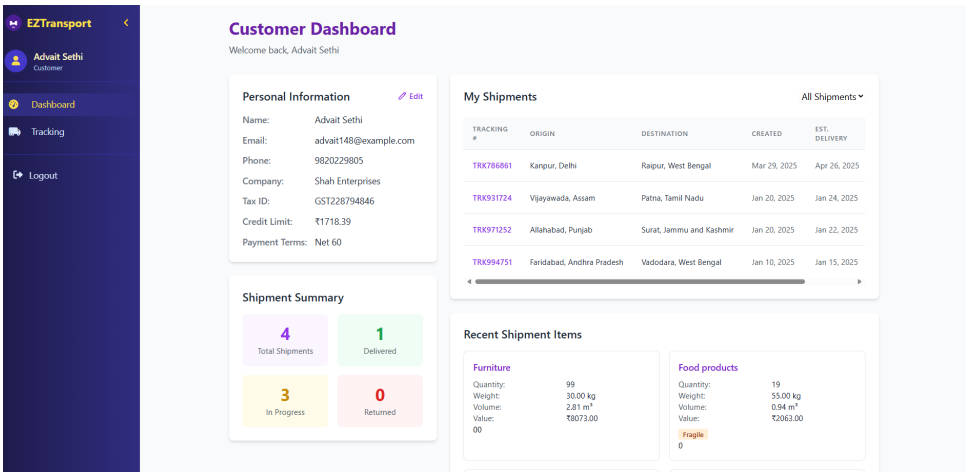 EZTransport
Advait Sethi
Customer
Dashboard
Tracking
Logout
Customer Dashboard
Welcome back, Advait Sethi
Personal Information
Edit
Name: Advait Sethi
Email: advait148@example.com
Phone: 9820229805
Company: Shah Enterprises
Tax ID: GST228794846
Credit Limit: ₹1718.39
Payment Terms: Net 60
Shipment Summary
4
Total Shipments
1
Delivered
3
In Progress
0
Returned
My Shipments
All Shipments
TRACKING # ORIGIN DESTINATION CREATED EST. DELIVERY
TRK786861 Kanpur, Delhi Raipur, West Bengal Mar 29, 2025 Apr 26, 2025
TRK931724 Vijayawada, Assam Patna, Tamil Nadu Jan 20, 2025 Jan 24, 2025
TRK971252 Allahabad, Punjab Surat, Jammu and Kashmir Jan 20, 2025 Jan 22, 2025
TRK994751 Faridabad, Andhra Pradesh Vadodara, West Bengal Jan 10, 2025 Jan 15, 2025
Recent Shipment Items
Furniture
Quantity: 99
Weight: 30.00 kg
Volume: 2.81 m³
Value: ₹8073.00
00
Food products
Quantity: 19
Weight: 55.00 kg
Volume: 0.94 m³
Value: ₹2063.00
Fragile
0